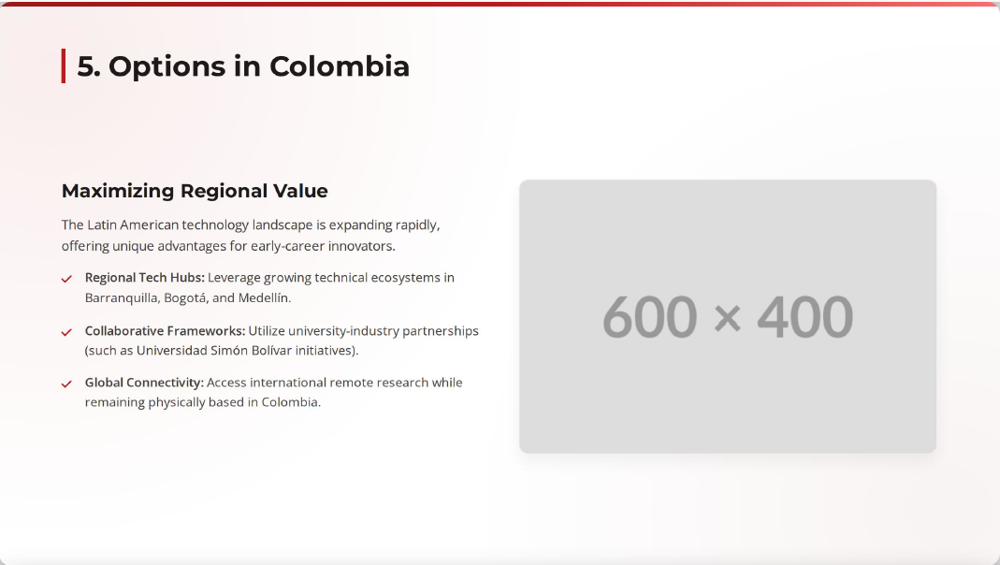 5. Options in Colombia
Maximizing Regional Value
The Latin American technology landscape is expanding rapidly,
offering unique advantages for early-career innovators.
Regional Tech Hubs: Leverage growing technical ecosystems in
Barranquilla, Bogotá, and Medellín.
Collaborative Frameworks: Utilize university-industry partnerships
(such as Universidad Simón Bolívar initiatives).
Global Connectivity: Access international remote research while
remaining physically based in Colombia.
600 × 400